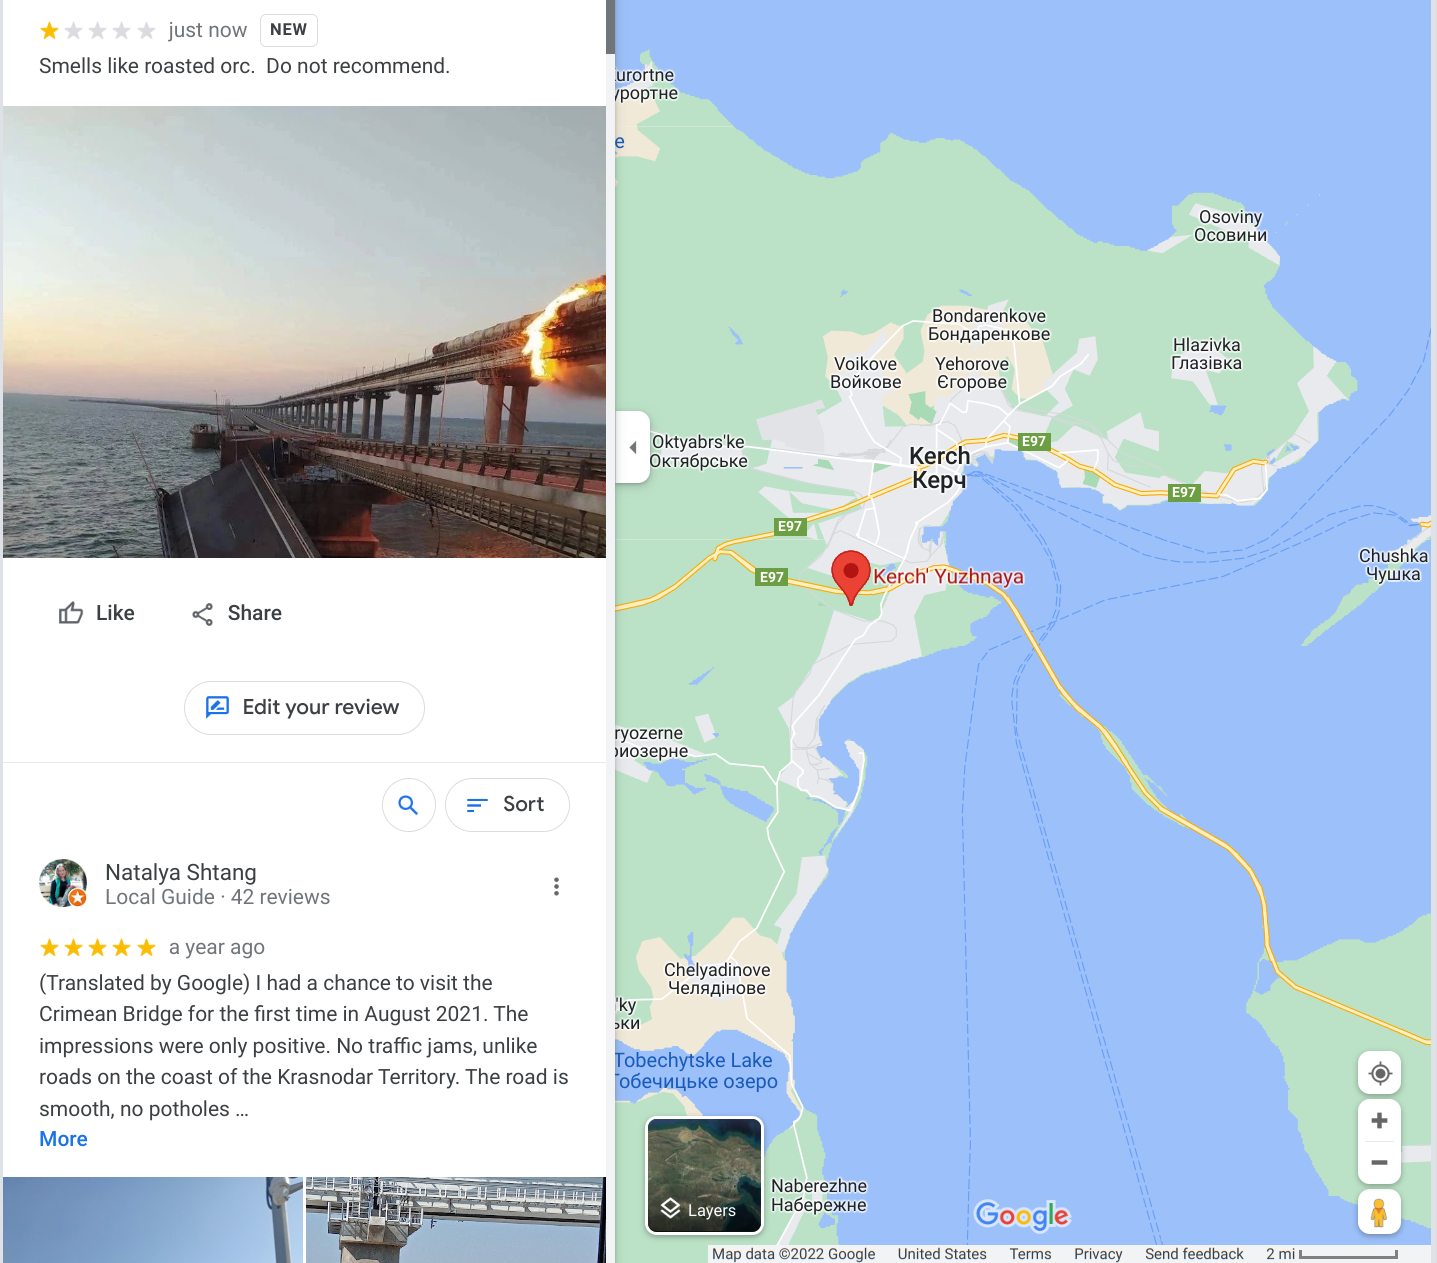 just now NEW
Smells like roasted orc.  Do not recommend.
Like
Share
Edit your review
Sort
Natalya Shtang
Local Guide · 42 reviews
a year ago
(Translated by Google) I had a chance to visit the
Crimean Bridge for the first time in August 2021. The
impressions were only positive. No traffic jams, unlike
roads on the coast of the Krasnodar Territory. The road is
smooth, no potholes ...
More
urortne
урортне
e
Osoviny
Осовини
Bondarenkove
Бондаренкове
Hlazivka
Глазівка
Voikove
Войкове
Yehorove
Єгорове
Oktyabrs'ke
Октябрське
Kerch
Керч
E97
E97
E97
E97
Kerch' Yuzhnaya
Chushka
Чушка
ryozerne
риозерне
Chelyadinove
Челядінове
'ky
ьки
Tobechytske Lake
Тобечицьке озеро
Naberezhne
Набережне
Layers
Google
Map data ©2022 Google
United States
Terms
Privacy
Send feedback
2 mi